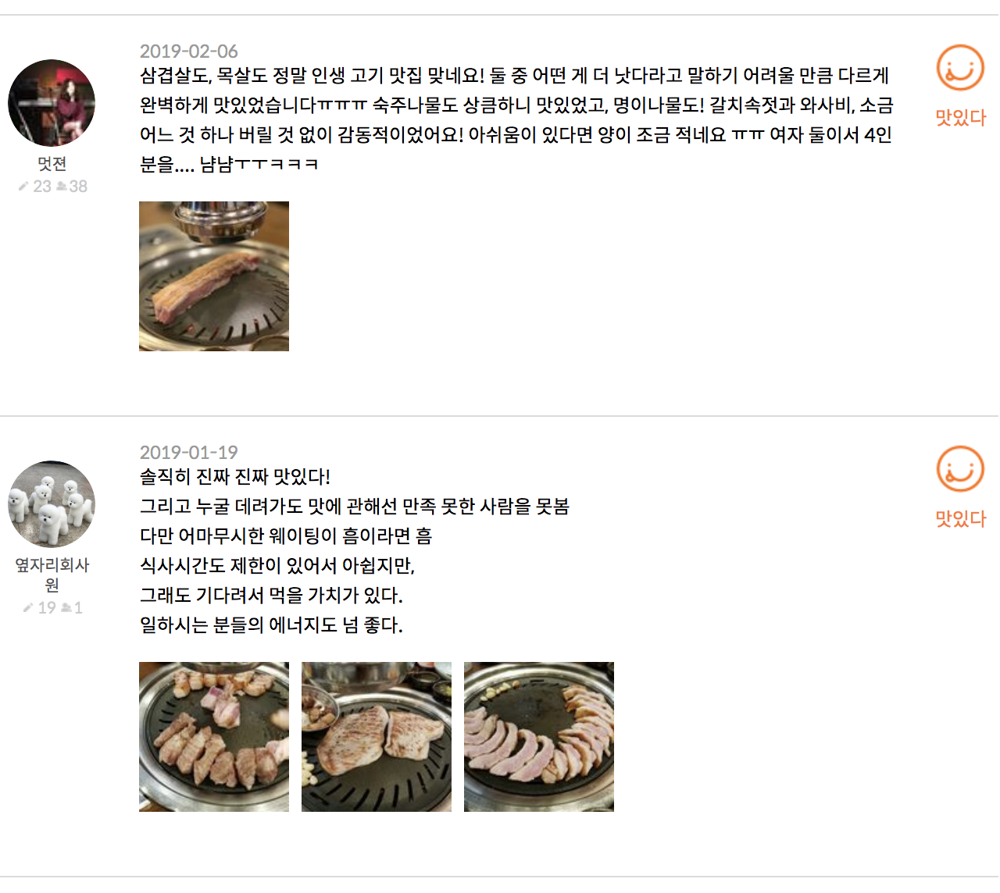 2019-02-06
삼겹살도, 목살도 정말 인생 고기 맛집 맞네요! 둘 중 어떤 게 더 낫다라고 말하기 어려울 만큼 다르게
완벽하게 맛있었습니다ㅠㅠㅠ 숙주나물도 상큼하니 맛있었고, 명이나물도! 갈치속젓과 와사비, 소금
어느 것 하나 버릴 것 없이 감동적이었어요! 아쉬움이 있다면 양이 조금 적네요 ㅠㅠ 여자 둘이서 4인
분을.... 냠냠ㅜㅜㅋㅋㅋ
맛있다
멋젼
23 38
2019-01-19
솔직히 진짜 진짜 맛있다!
그리고 누굴 데려가도 맛에 관해선 만족 못한 사람을 못봄
다만 어마무시한 웨이팅이 흠이라면 흠
식사시간도 제한이 있어서 아쉽지만,
그래도 기다려서 먹을 가치가 있다.
일하시는 분들의 에너지도 넘 좋다.
맛있다
옆자리회사
원
19 1